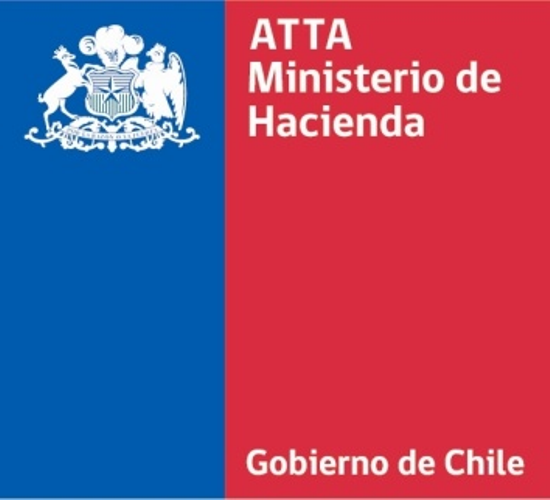 ATTA
Ministerio de
Hacienda
Gobierno de Chile